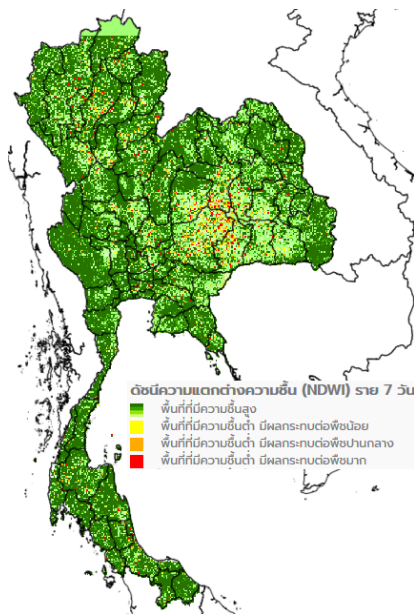 ดัชนีความแตกต่างความชื้น (NDWI) ราย 7 วัน
พื้นที่ที่มีความชื้นสูง
พื้นที่ที่มีความชื้นต่ำ มีผลกระทบต่อพืชน้อย
พื้นที่ที่มีความชื้นต่ำ มีผลกระทบต่อพืชปานกลาง
พื้นที่ที่มีความชื้นต่ำ มีผลกระทบต่อพืชมาก